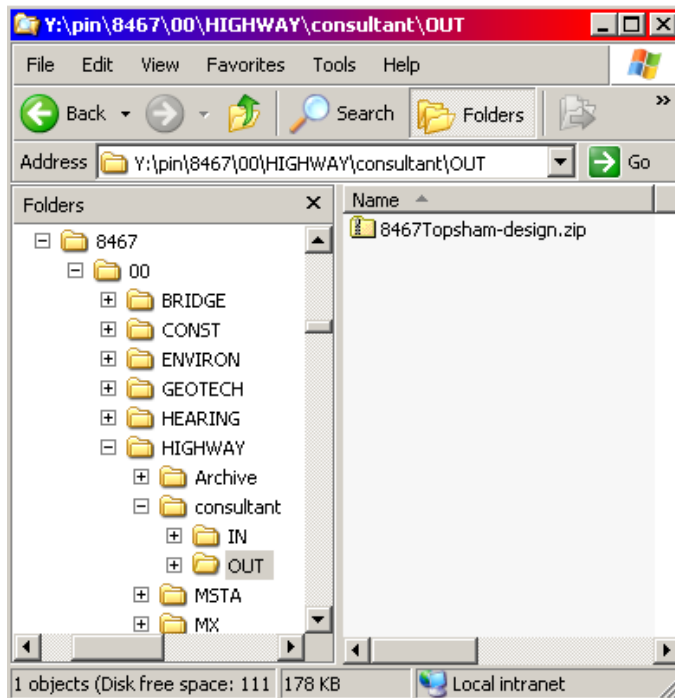 Y:\pin\8467\00\HIGHWAY\consultant\OUT
File Edit View Favorites Tools Help
Back Search Folders »
Address Y:\pin\8467\00\HIGHWAY\consultant\OUT Go
Folders x Name
8467 8467Topsham-design.zip
00
BRIDGE
CONST
ENVIRON
GEOTECH
HEARING
HIGHWAY
Archive
consultant
IN
OUT
MSTA
MX
1 objects (Disk free space: 111 178 KB Local intranet